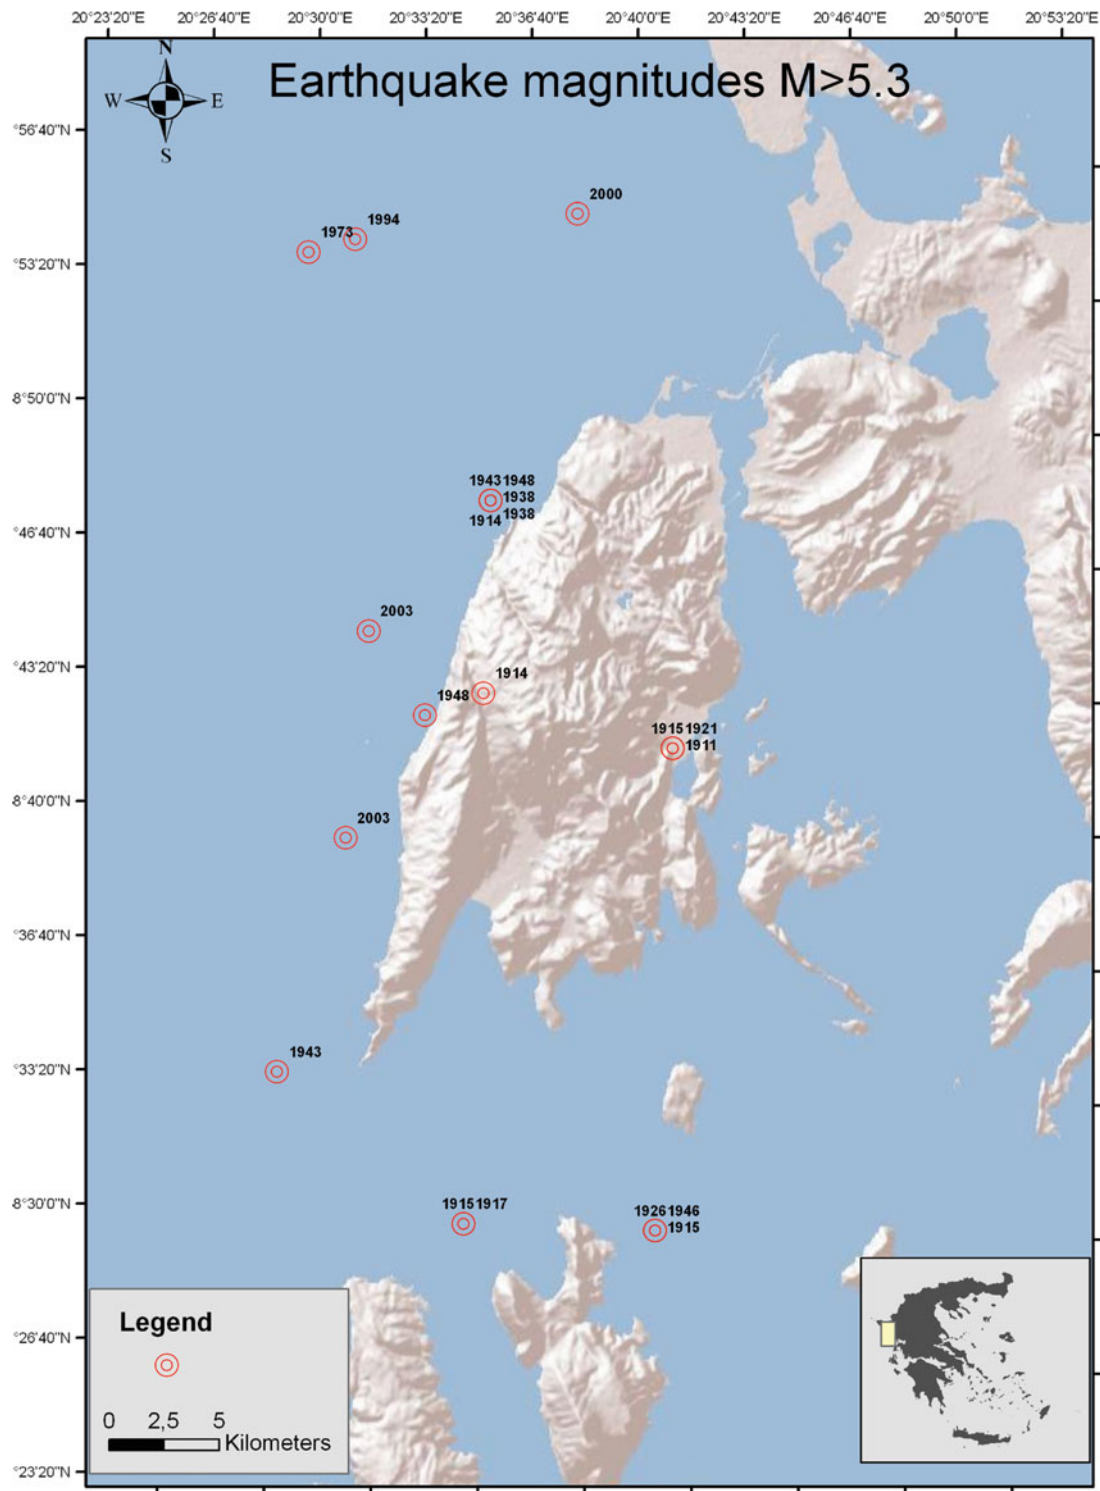 20°23'20"E 20°26'40"E 20°30'0"E 20°33'20"E 20°36'40"E 20°40'0"E 20°43'20"E 20°46'40"E 20°50'0"E 20°53'20"E
N
W E
S
Earthquake magnitudes M>5.3
°56'40"N
2000
1994
1973
°53'20"N
8°50'0"N
1943 1948
1938
1914 1938
°46'40"N
2003
°43'20"N
1914
1948
1915 1921
1911
8°40'0"N
2003
°36'40"N
1943
°33'20"N
8°30'0"N
1915 1917
1926 1946
1915
°26'40"N
Legend
0 2,5 5
Kilometers
°23'20"N